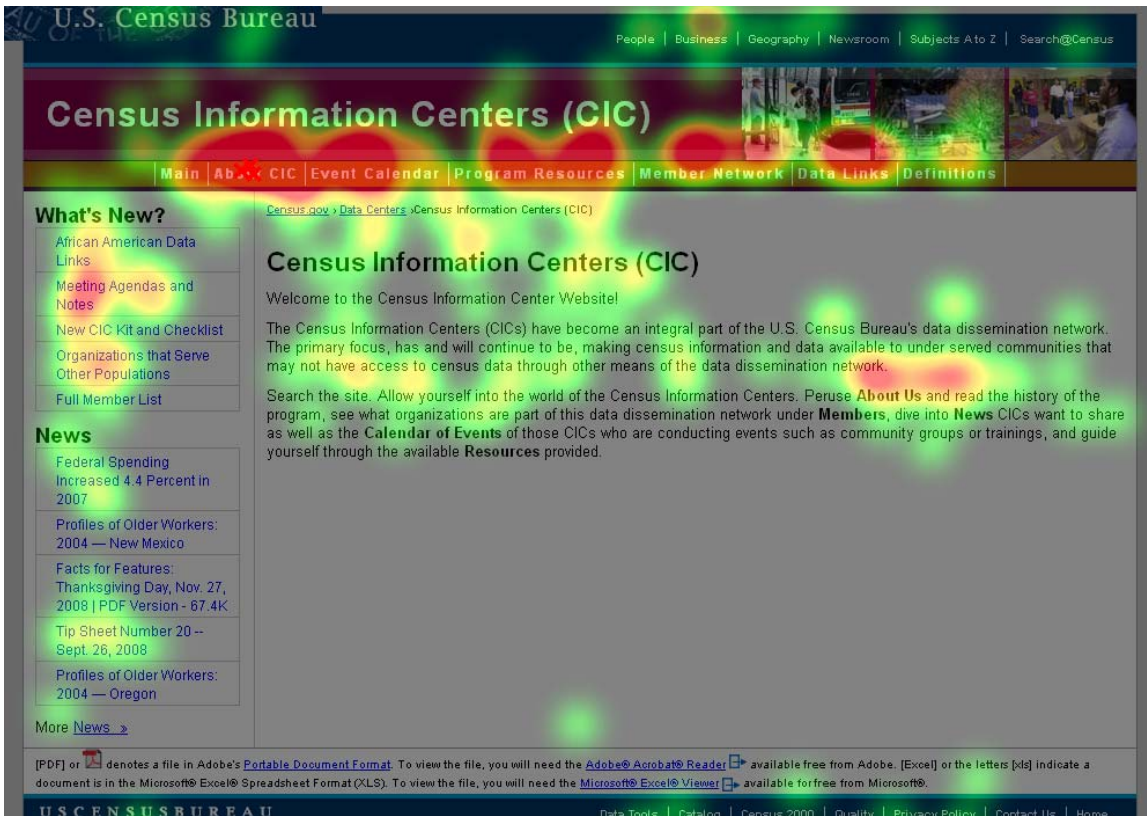 U.S. Census Bureau
People | Business | Geography | Newsroom | Subjects A to Z | Search@Census
Census Information Centers (CIC)
Main | CIC | Event Calendar | Program Resources | Member Network | Data Links | Definitions
What's New?
African American Data
Links
Meeting Agendas and
Notes
New CIC Kit and Checklist
Organizations that Serve
Other Populations
Full Member List
News
Federal Spending
Increased 4.4 Percent in
2007
Profiles of Older Workers:
2004 — New Mexico
Facts for Features:
Thanksgiving Day, Nov. 27,
2008 | PDF Version - 67.4K
Tip Sheet Number 20 --
Sept. 26, 2008
Profiles of Older Workers:
2004 — Oregon
More News »
Census.gov › Data Centers ›Census Information Centers (CIC)
Census Information Centers (CIC)
Welcome to the Census Information Center Website!
The Census Information Centers (CICs) have become an integral part of the U.S. Census Bureau's data dissemination network.
The primary focus, has and will continue to be, making census information and data available to under served communities that
may not have access to census data through other means of the data dissemination network.
Search the site. Allow yourself into the world of the Census Information Centers. Peruse About Us and read the history of the
program, see what organizations are part of this data dissemination network under Members, dive into News CICs want to share
as well as the Calendar of Events of those CICs who are conducting events such as community groups or trainings, and guide
yourself through the available Resources provided.
[PDF] or denotes a file in Adobe's Portable Document Format. To view the file, you will need the Adobe® Acrobat® Reader available free from Adobe. [Excel] or the letters [xls] indicate a
document is in the Microsoft® Excel® Spreadsheet Format (XLS). To view the file, you will need the Microsoft® Excel® Viewer available for free from Microsoft®.
USCENSUSBUREAU
Data Tools | Catalog | Census 2000 | Quality | Privacy Policy | Contact Us | Home